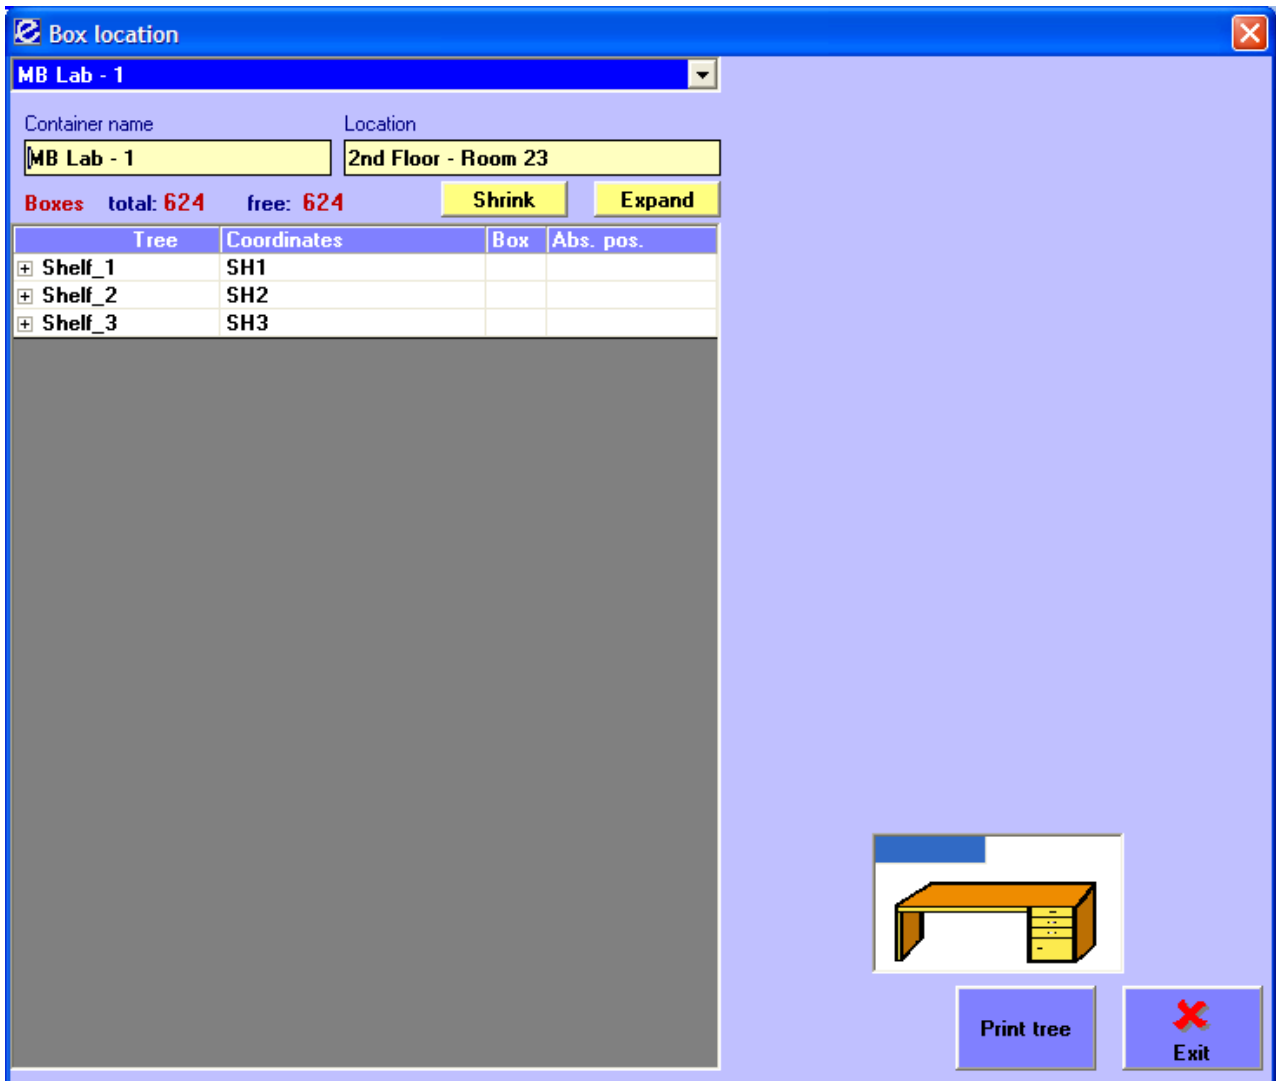 Box location
MB Lab - 1
Container name Location
MB Lab - 1 2nd Floor - Room 23
Boxes total: 624 free: 624 Shrink Expand
Tree Coordinates Box Abs. pos.
Shelf_1 SH1
Shelf_2 SH2
Shelf_3 SH3
Print tree
Exit